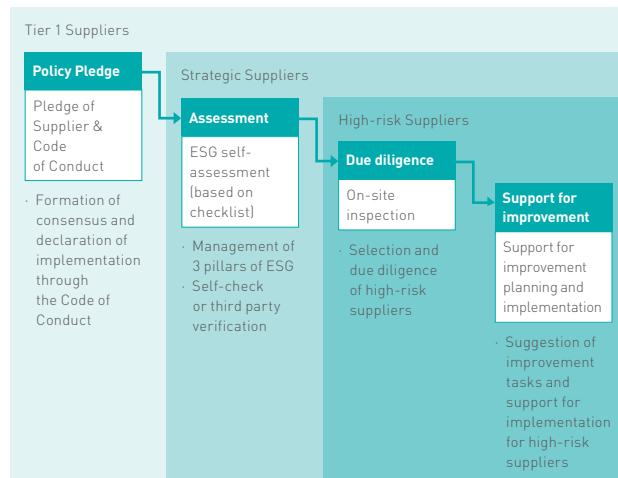 Tier 1 Suppliers
Policy Pledge
Pledge of
Supplier &
Code
of Conduct
· Formation of
consensus and
declaration of
implementation
through
the Code of
Conduct
Strategic Suppliers
Assessment
ESG self-
assessment
(based on
checklist)
· Management of
3 pillars of ESG
· Self-check
or third party
verification
High-risk Suppliers
Due diligence
On-site
inspection
· Selection and
due diligence
of high-risk
suppliers
Support for
improvement
Support for
improvement
planning and
implementation
· Suggestion of
improvement
tasks and
support for
implementation
for high-risk
suppliers